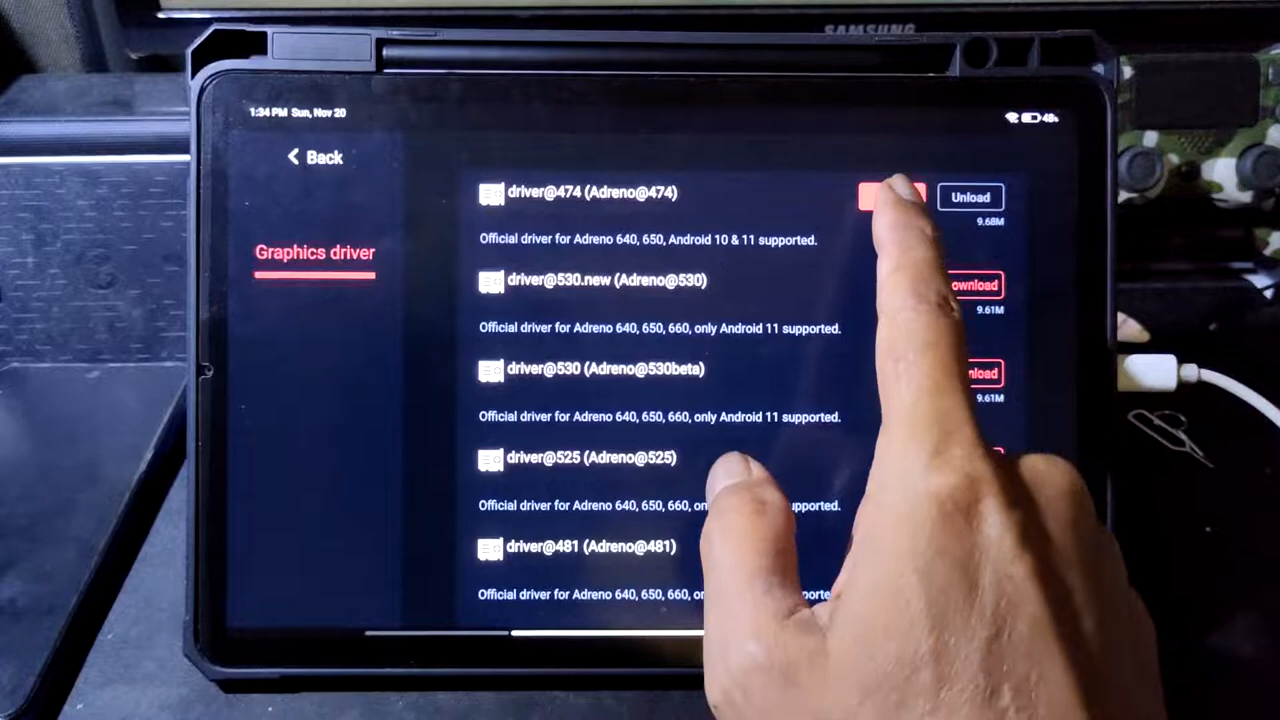 SAMSUNG
1:34 PM Sun, Nov 20
48%
Back
driver@474 (Adreno@474)
Unload
9.68M
Official driver for Adreno 640, 650, Android 10 & 11 supported.
Graphics driver
driver@530.new (Adreno@530)
ownload
9.61M
Official driver for Adreno 640, 650, 660, only Android 11 supported.
driver@530 (Adreno@530beta)
nload
9.61M
Official driver for Adreno 640, 650, 660, only Android 11 supported.
driver@525 (Adreno@525)
Official driver for Adreno 640, 650, 660, on pported.
driver@481 (Adreno@481)
Official driver for Adreno 640, 650, 660, or